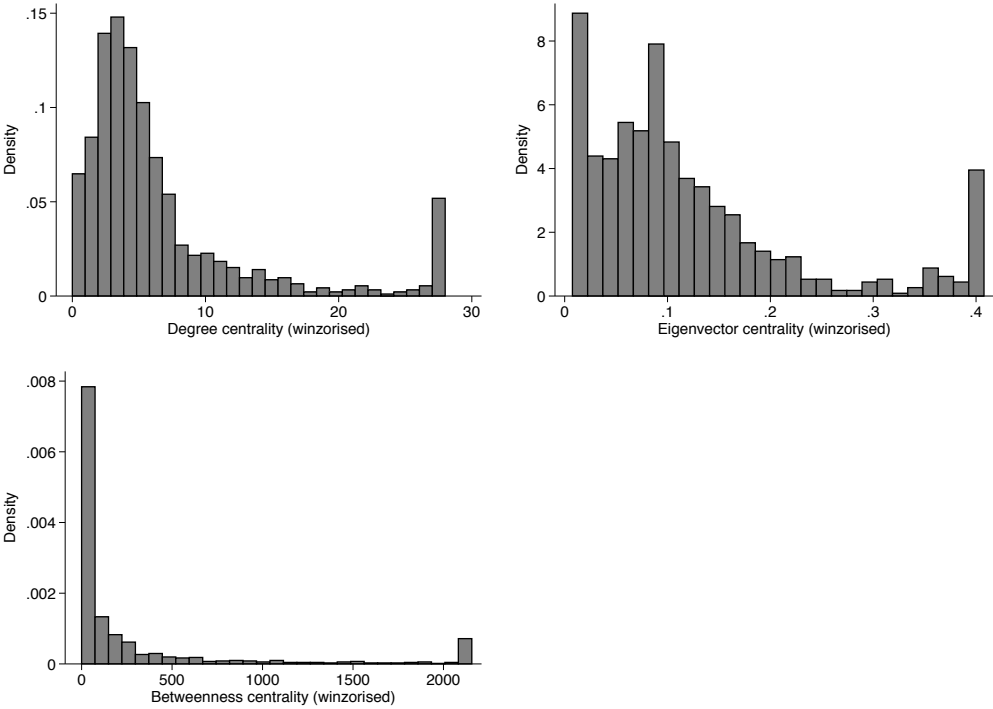 .15
.1
.05
0
Density
0 10 20 30
Degree centrality (winzorised)
8
6
4
2
0
Density
0 .1 .2 .3 .4
Eigenvector centrality (winzorised)
.008
.006
.004
.002
0
Density
0 500 1000 1500 2000
Betweenness centrality (winzorised)